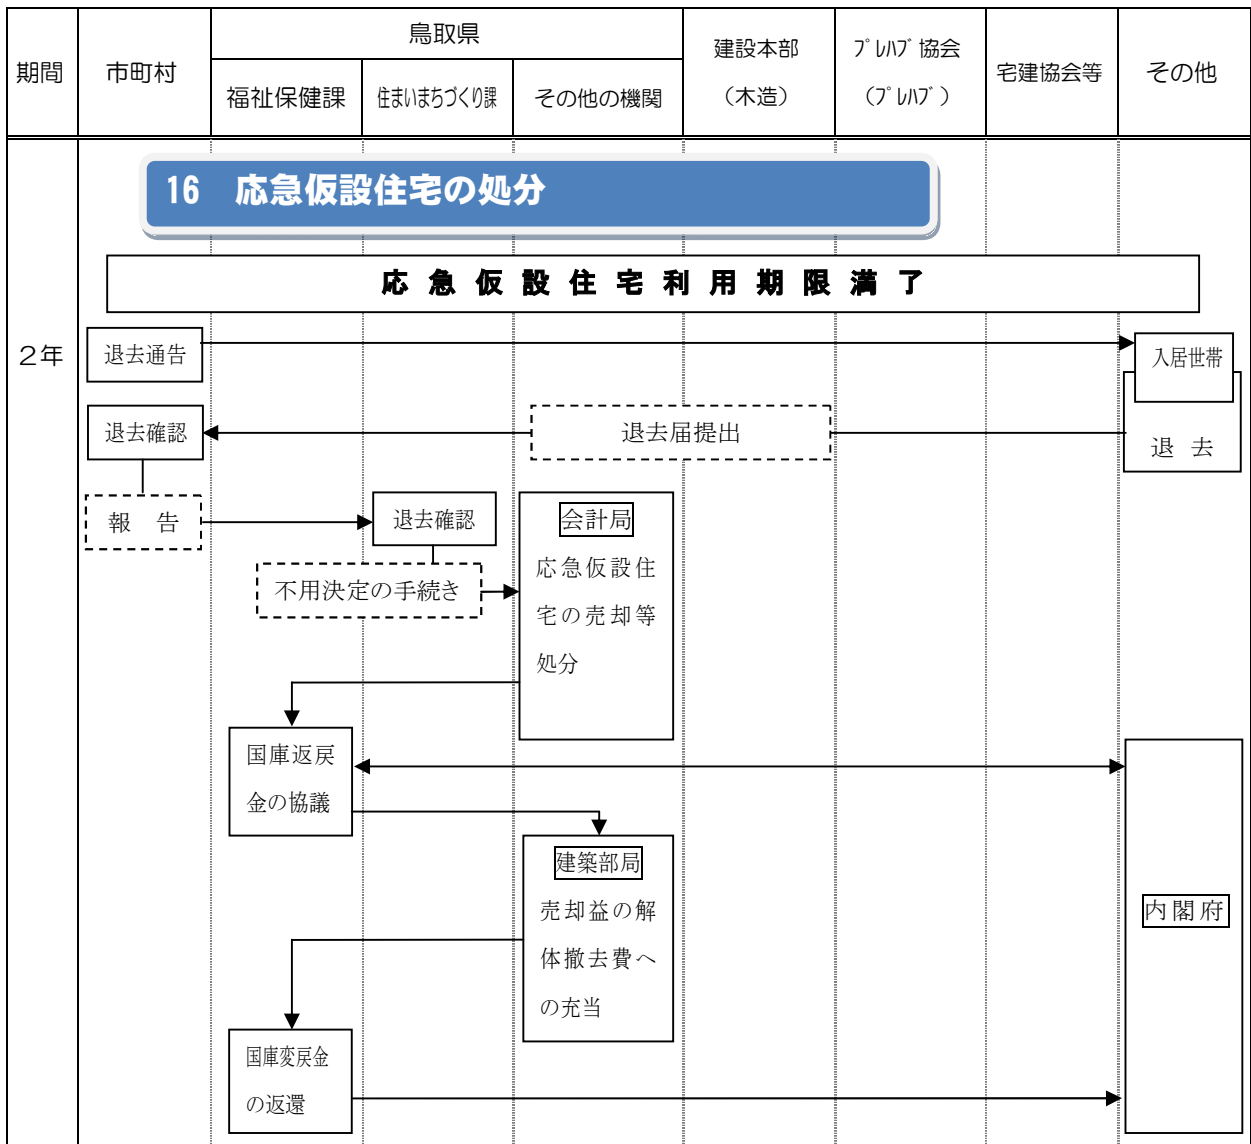 期間
市町村
鳥取県
福祉保健課
住まいまちづくり課
その他の機関
建設本部
（木造）
ﾌﾟﾚﾊﾌﾞ協会
（ﾌﾟﾚﾊﾌﾞ）
宅建協会等
その他
16 応急仮設住宅の処分
応急仮設住宅利用期限満了
２年
退去通告
入居世帯
退去確認
退去届提出
退 去
報 告
退去確認
不用決定の手続き
会計局
応急仮設住
宅の売却等
処分
国庫返戻
金の協議
建築部局
売却益の解
体撤去費へ
の充当
内閣府
国庫変戻金
の返還